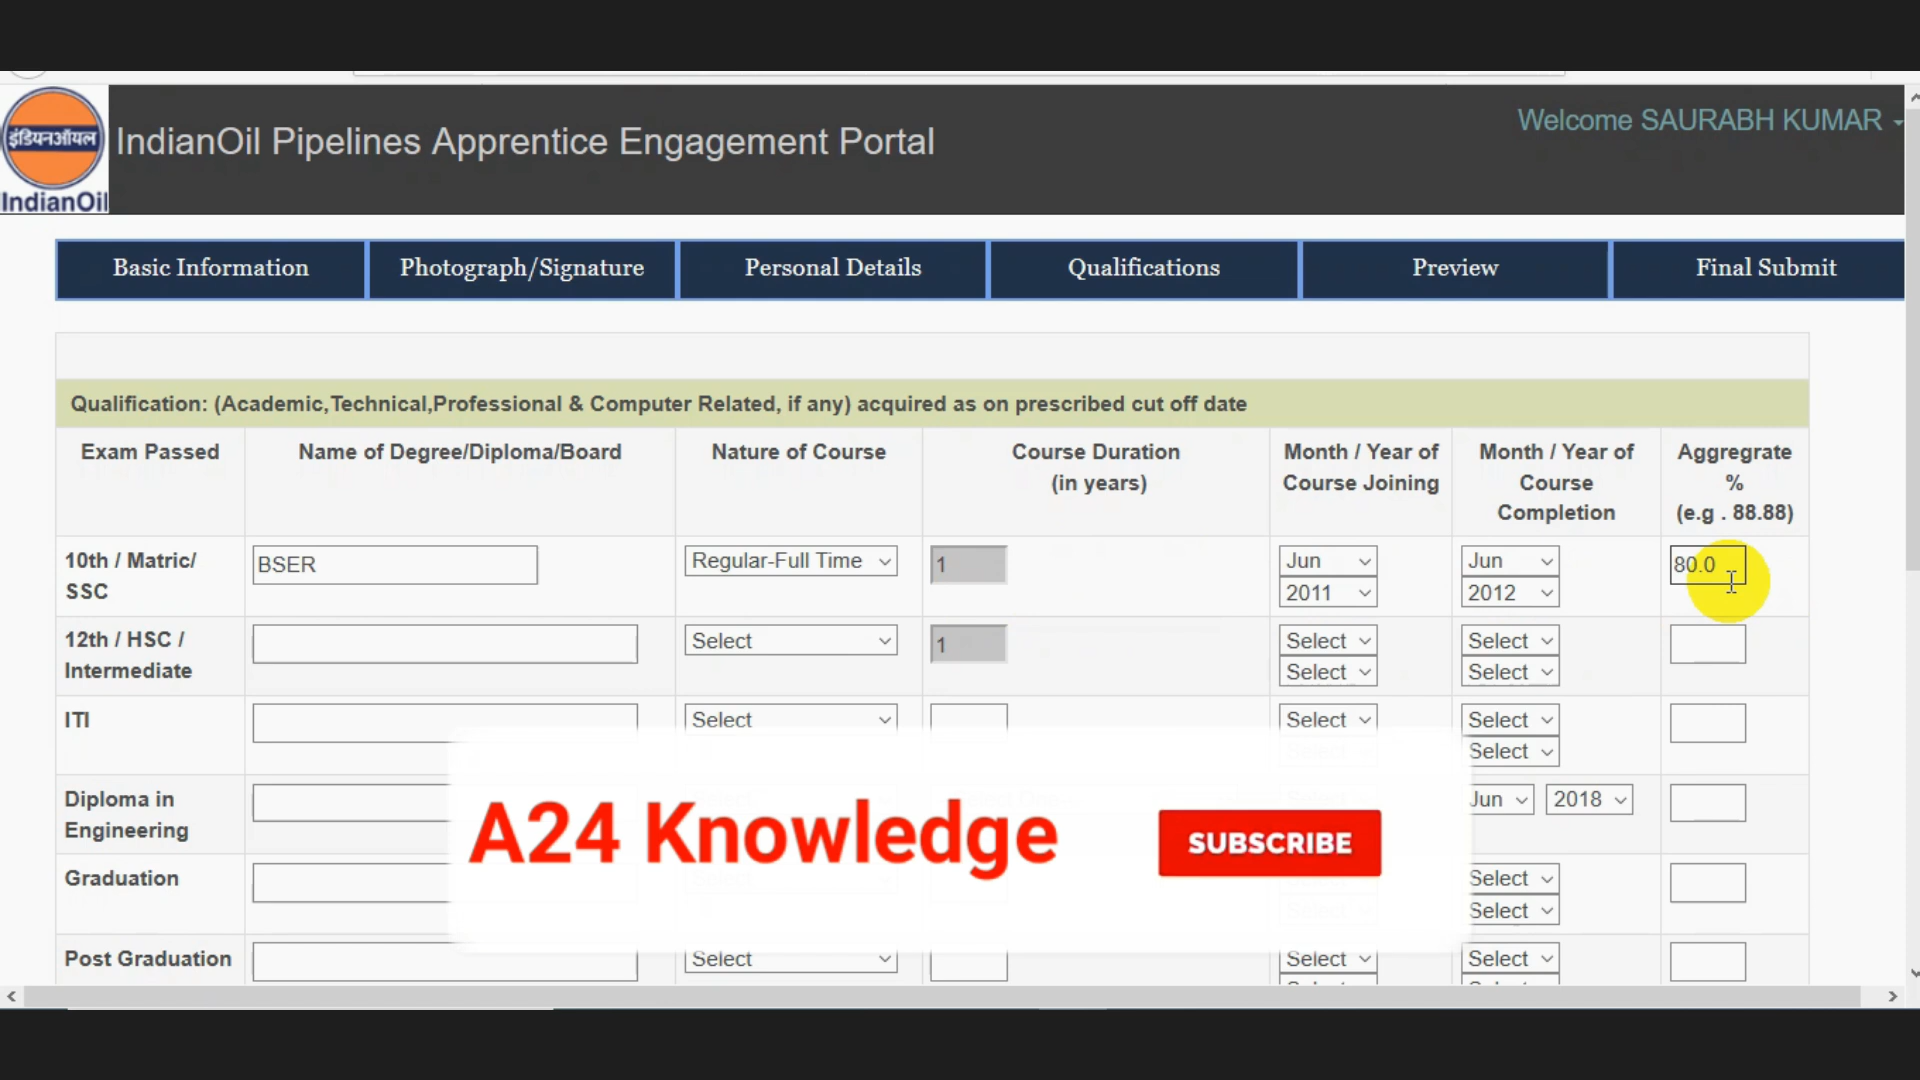 इंडियनऑयल
IndianOil
IndianOil Pipelines Apprentice Engagement Portal
Welcome SAURABH KUMAR
Basic Information
Photograph/Signature
Personal Details
Qualifications
Preview
Final Submit
Qualification: (Academic,Technical,Professional & Computer Related, if any) acquired as on prescribed cut off date
Exam Passed
Name of Degree/Diploma/Board
Nature of Course
Course Duration
(in years)
Month / Year of
Course Joining
Month / Year of
Course
Completion
Aggregrate
%
(e.g . 88.88)
10th / Matric/
SSC
BSER
Regular-Full Time
1
Jun
2011
Jun
2012
80.0
12th / HSC /
Intermediate
Select
1
Select
Select
Select
Select
ITI
Select
Select
Select
Select
Diploma in
Engineering
Jun
2018
Graduation
Select
Select
Post Graduation
Select
Select
Select
A24 Knowledge
SUBSCRIBE